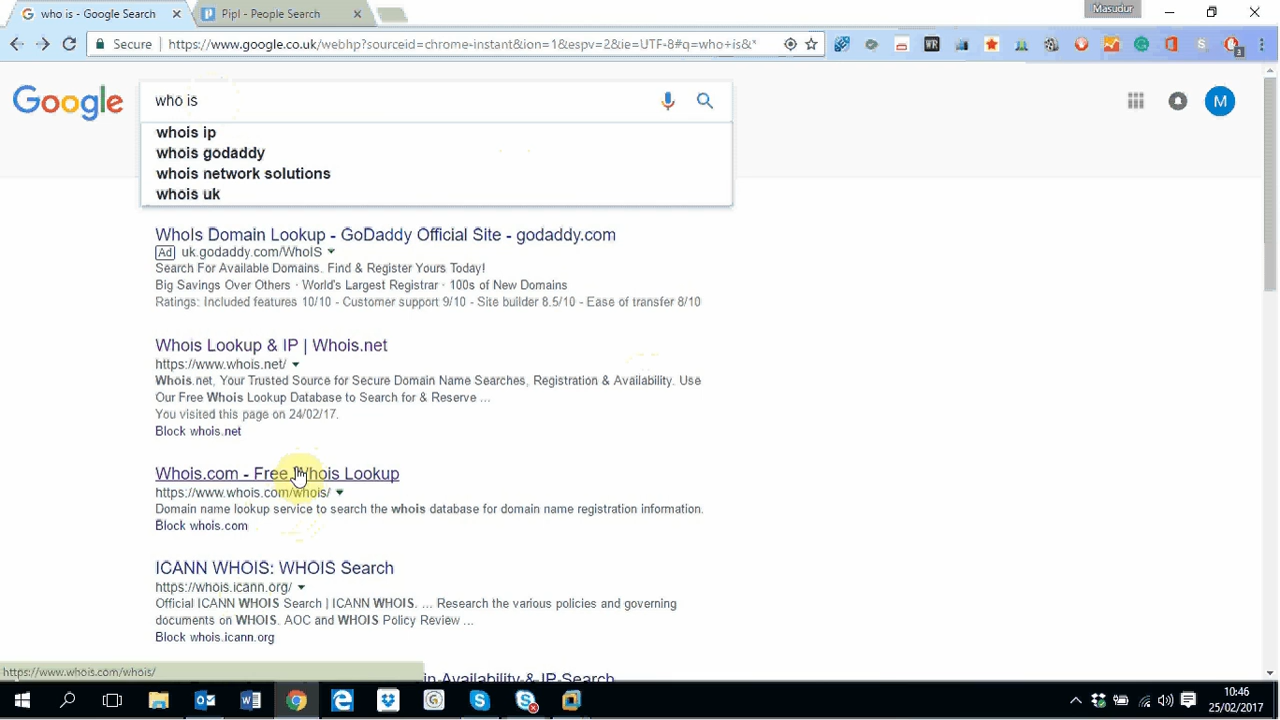 who is - Google Search
Pipl - People Search
Masudur
Secure
https://www.google.co.uk/webhp?sourceid=chrome-instant&ion=1&espv=2&ie=UTF-8#q=who+is&*
WR
3
Google
who is
M
whois ip
whois godaddy
whois network solutions
whois uk
WhoIs Domain Lookup - GoDaddy Official Site - godaddy.com
Ad uk.godaddy.com/WhoIS
Search For Available Domains. Find & Register Yours Today!
Big Savings Over Others · World's Largest Registrar · 100s of New Domains
Ratings: Included features 10/10 - Customer support 9/10 - Site builder 8.5/10 - Ease of transfer 8/10
Whois Lookup & IP | Whois.net
https://www.whois.net/
Whois.net, Your Trusted Source for Secure Domain Name Searches, Registration & Availability. Use
Our Free Whois Lookup Database to Search for & Reserve ...
You visited this page on 24/02/17.
Block whois.net
Whois.com - Free Whois Lookup
https://www.whois.com/whois/
Domain name lookup service to search the whois database for domain name registration information.
Block whois.com
ICANN WHOIS: WHOIS Search
https://whois.icann.org/
Official ICANN WHOIS Search | ICANN WHOIS. ... Research the various policies and governing
documents on WHOIS. AOC and WHOIS Policy Review ...
Block whois.icann.org
https://www.whois.com/whois/
Availability & IP Search
10:46
25/02/2017